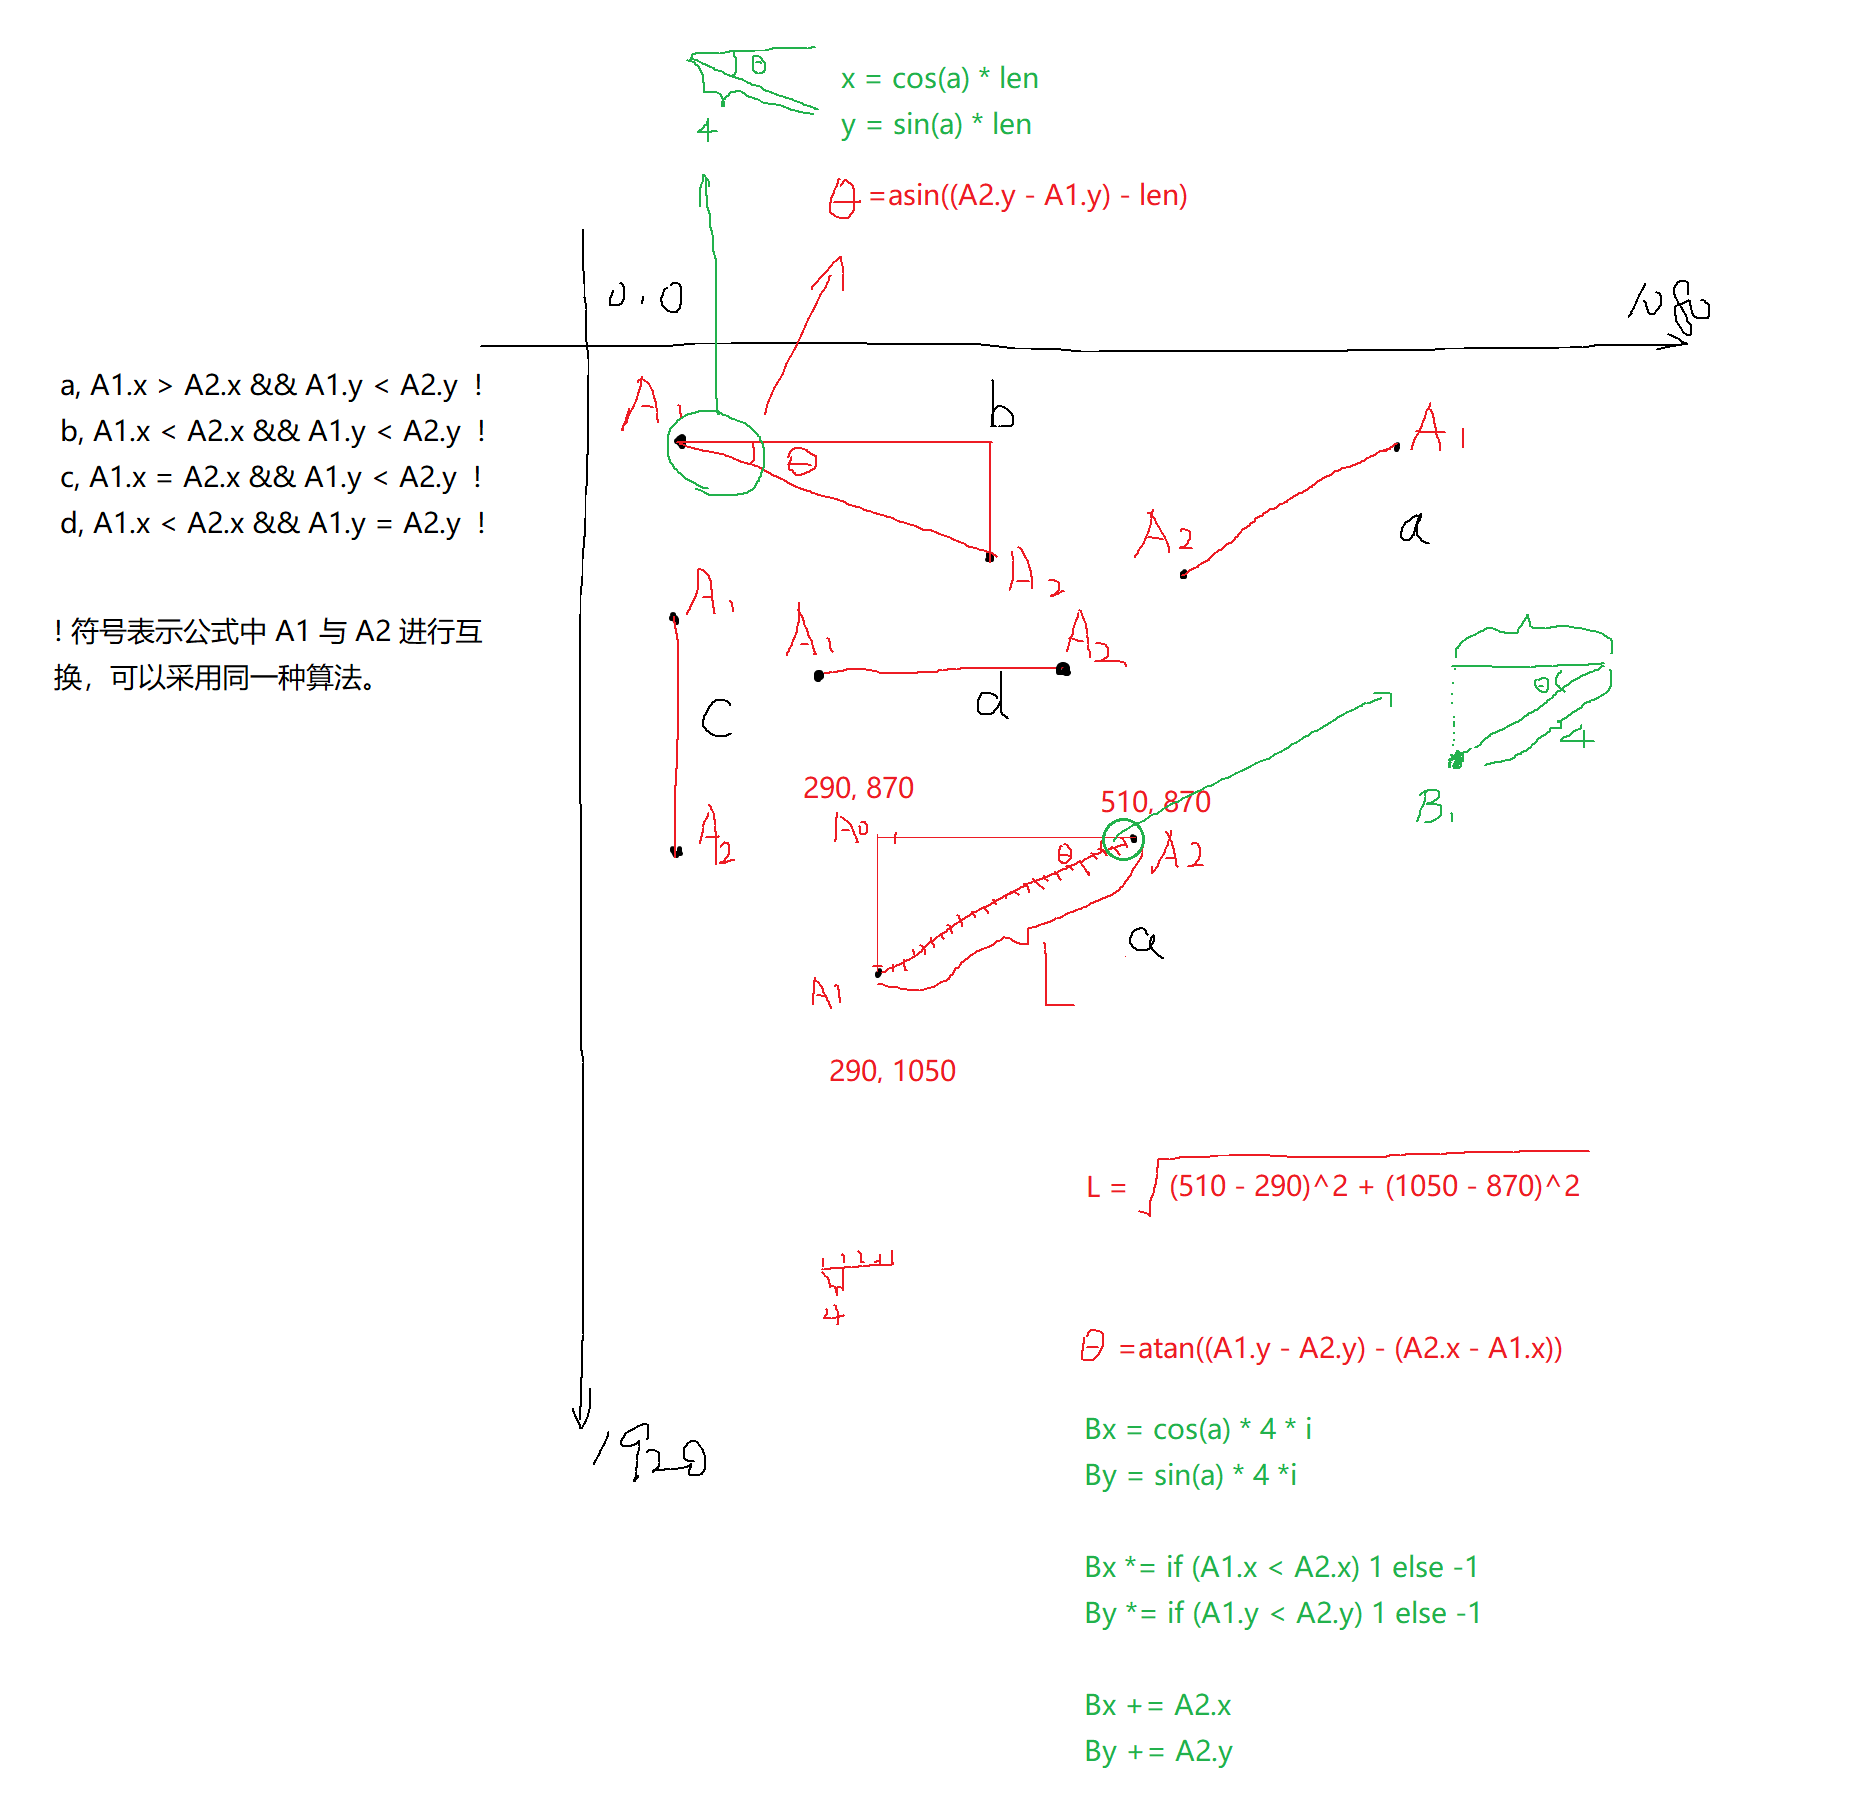 θ
4
x = cos(a) * len
y = sin(a) * len
θ =asin((A2.y - A1.y) - len)
0,0
1080
a, A1.x > A2.x && A1.y < A2.y !
b, A1.x < A2.x && A1.y < A2.y !
c, A1.x = A2.x && A1.y < A2.y !
d, A1.x < A2.x && A1.y = A2.y !
! 符号表示公式中 A1 与 A2 进行互
换，可以采用同一种算法。
A1
b
θ
A2
A1
A2
a
A1
c
A2
A1
A2
d
θ
4
B1
290, 870
510, 870
A0
θ
A2
a
L
A1
290, 1050
L = √(510 - 290)^2 + (1050 - 870)^2
4
θ =atan((A1.y - A2.y) - (A2.x - A1.x))
1920
Bx = cos(a) * 4 * i
By = sin(a) * 4 *i
Bx *= if (A1.x < A2.x) 1 else -1
By *= if (A1.y < A2.y) 1 else -1
Bx += A2.x
By += A2.y